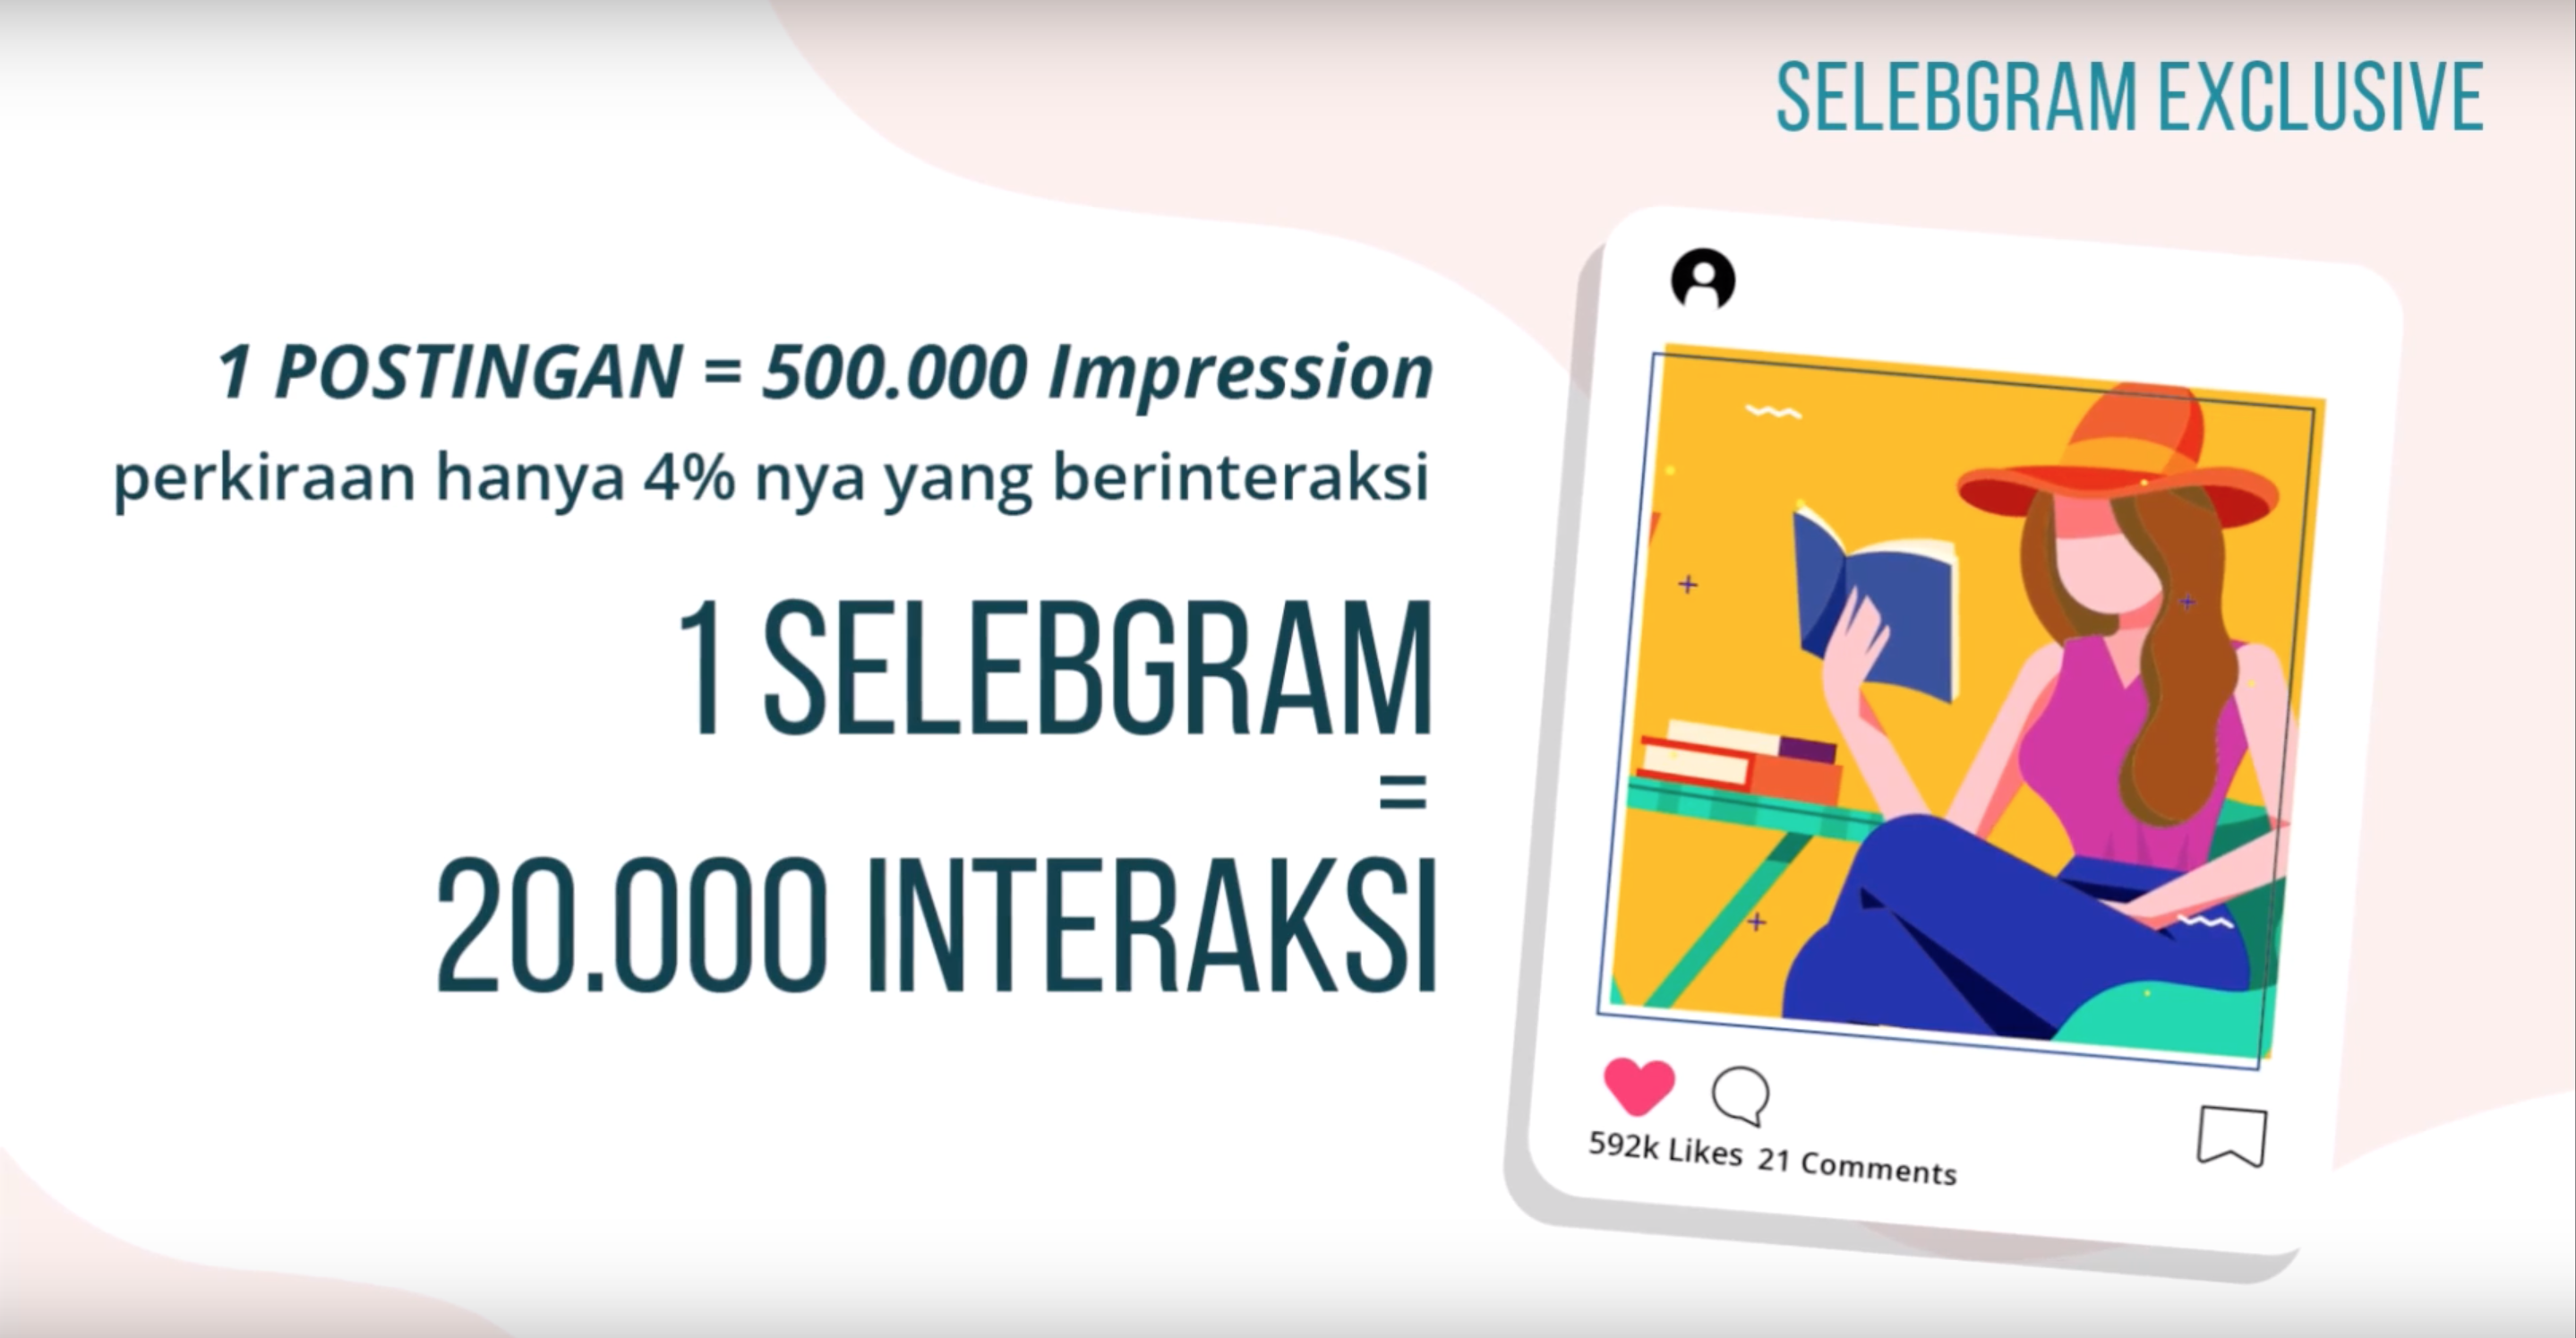 SELEBGRAM EXCLUSIVE
1 POSTINGAN = 500.000 Impression
perkiraan hanya 4% nya yang berinteraksi
1 SELEBGRAM
=
20.000 INTERAKSI
592k Likes 21 Comments